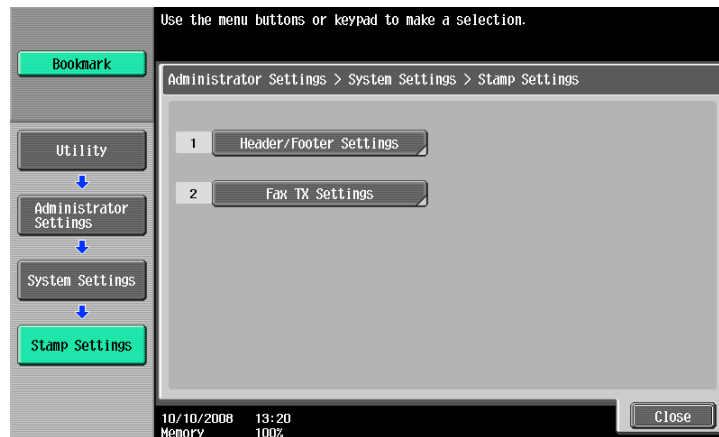 Use the menu buttons or keypad to make a selection.
Bookmark
Administrator Settings > System Settings > Stamp Settings
1 Header/Footer Settings
2 Fax TX Settings
Utility
Administrator
Settings
System Settings
Stamp Settings
10/10/2008 13:20
Memory 100%
Close